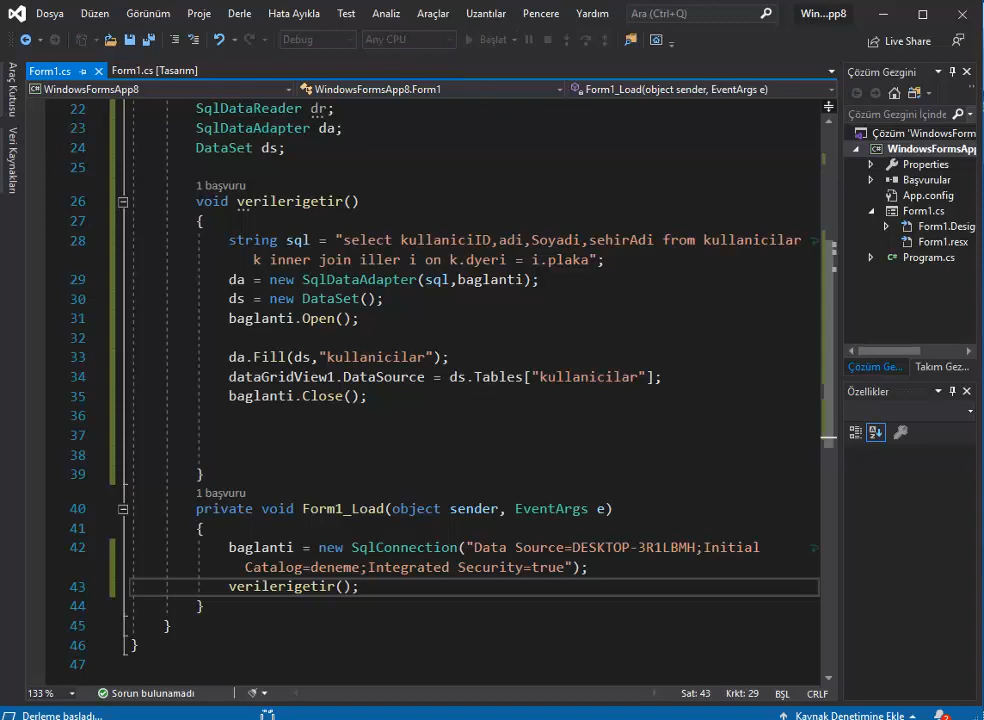 Dosya Düzen Görünüm Proje Derle Hata Ayıkla Test Analiz Araçlar Uzantılar Pencere Yardım Ara (Ctrl+Q) Win...pp8
Debug Any CPU Başlat Live Share
Form1.cs Form1.cs [Tasarım]
WindowsFormsApp8 WindowsFormsApp8.Form1 Form1_Load(object sender, EventArgs e)
Araç Kutusu
Veri Kaynakları
22 SqlDataReader dr;
23 SqlDataAdapter da;
24 DataSet ds;
25
1 başvuru
26 void verilerigetir()
27 {
28 string sql = "select kullaniciID,adi,Soyadi,sehirAdi from kullanicilar
k inner join iller i on k.dyeri = i.plaka";
29 da = new SqlDataAdapter(sql,baglanti);
30 ds = new DataSet();
31 baglanti.Open();
32
33 da.Fill(ds,"kullanicilar");
34 dataGridView1.DataSource = ds.Tables["kullanicilar"];
35 baglanti.Close();
36
37
38
39 }
1 başvuru
40 private void Form1_Load(object sender, EventArgs e)
41 {
42 baglanti = new SqlConnection("Data Source=DESKTOP-3R1LBMH;Initial
Catalog=deneme;Integrated Security=true");
43 verilerigetir();
44 }
45 }
46 }
47
133 % Sorun bulunamadı Sat: 43 Krkt: 29 BŞL CRLF
Derleme başladı... Kaynak Denetimine Ekle 2
Çözüm Gezgini
Çözüm Gezgini İçinde
Çözüm 'WindowsForm
WindowsFormsApp
Properties
Başvurular
App.config
Form1.cs
Form1.Desig
Form1.resx
Program.cs
Çözüm Ge... Takım Gez...
Özellikler